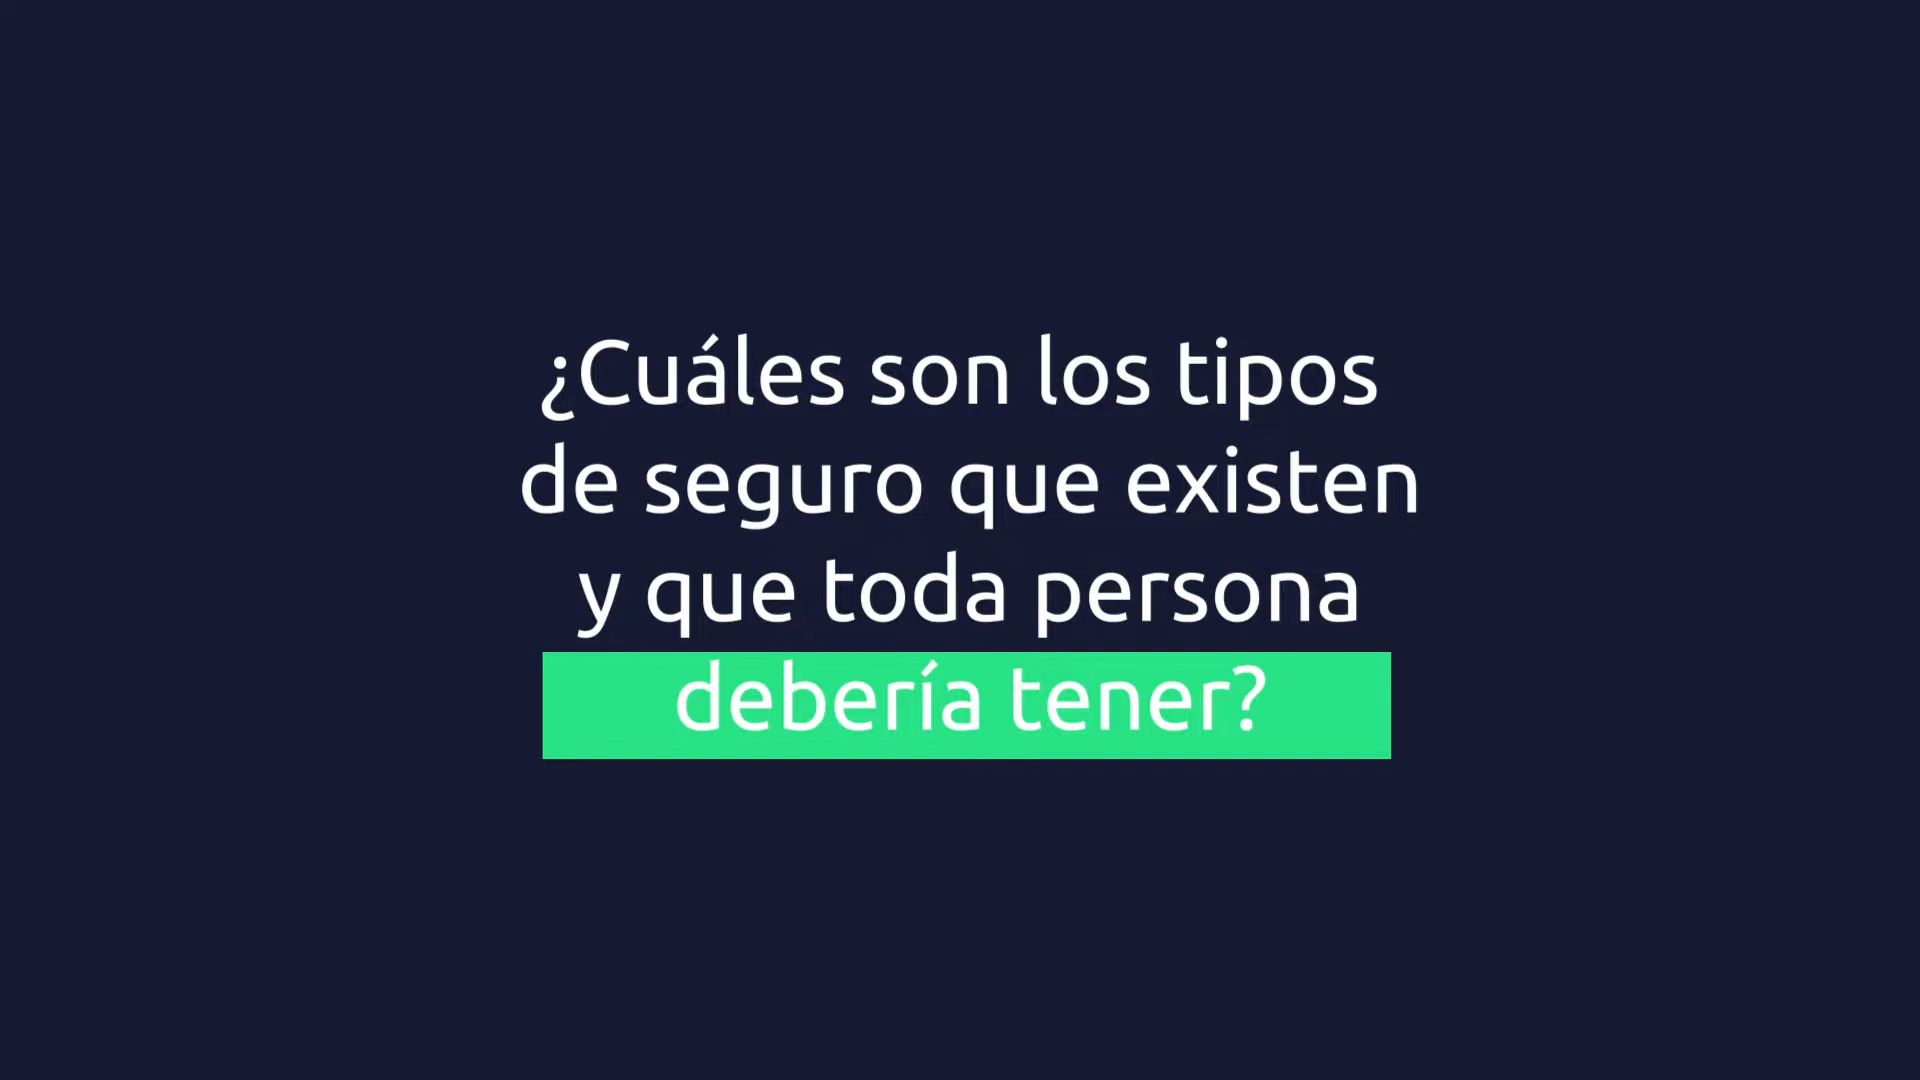 ¿Cuáles son los tipos
de seguro que existen
y que toda persona
debería tener?